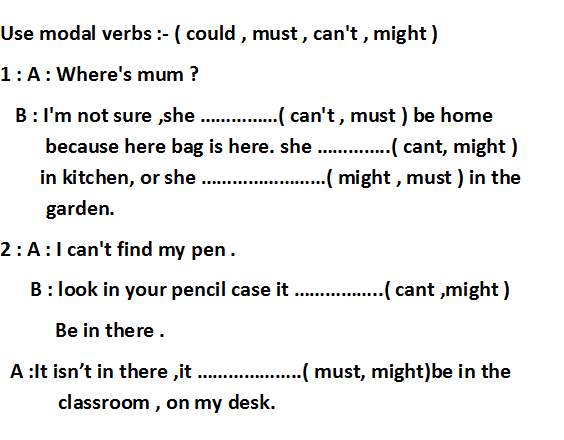 Use modal verbs :- ( could , must , can't , might )
1 : A : Where's mum ?
B : I'm not sure ,she ...............( can't , must ) be home
because here bag is here. she ..............( cant, might )
in kitchen, or she ........................( might , must ) in the
garden.
2 : A : I can't find my pen .
B : look in your pencil case it .................( cant ,might )
Be in there .
A :It isn’t in there ,it ....................( must, might)be in the
classroom , on my desk.